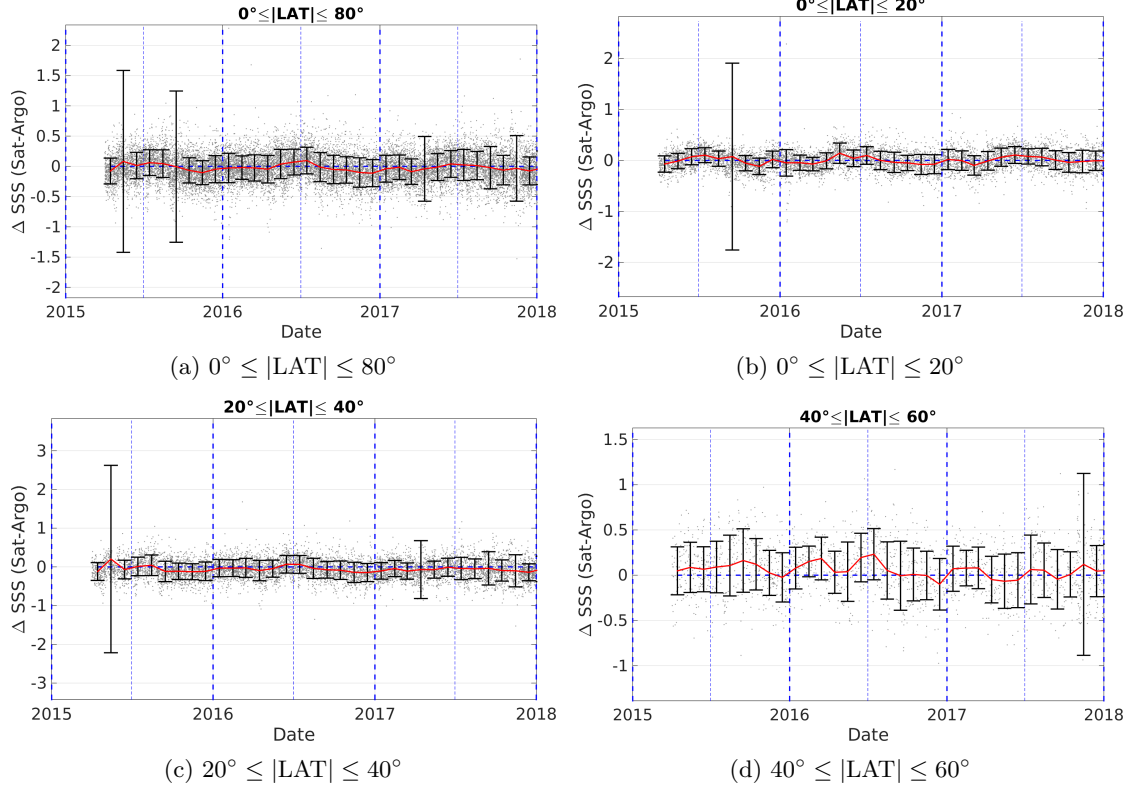 0°≤|LAT|≤ 80°
Δ SSS (Sat-Argo)
2
1.5
1
0.5
0
-0.5
-1
-1.5
-2
2015 2016 2017 2018
Date
(a) 0° ≤ |LAT| ≤ 80°
0°≤|LAT|≤ 20°
Δ SSS (Sat-Argo)
2
1
0
-1
-2
2015 2016 2017 2018
Date
(b) 0° ≤ |LAT| ≤ 20°
20°≤|LAT|≤ 40°
Δ SSS (Sat-Argo)
3
2
1
0
-1
-2
-3
2015 2016 2017 2018
Date
(c) 20° ≤ |LAT| ≤ 40°
40°≤|LAT|≤ 60°
Δ SSS (Sat-Argo)
1.5
1
0.5
0
-0.5
-1
2015 2016 2017 2018
Date
(d) 40° ≤ |LAT| ≤ 60°